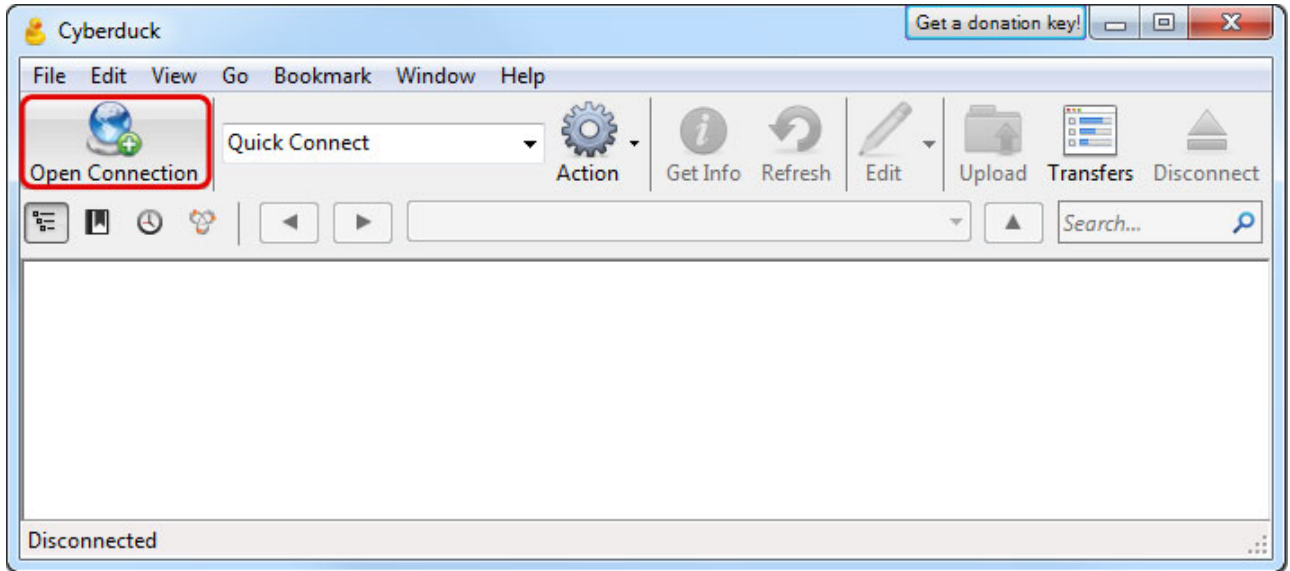 Cyberduck
Get a donation key!
File Edit View Go Bookmark Window Help
Open Connection
Quick Connect
Action
Get Info
Refresh
Edit
Upload
Transfers
Disconnect
Search...
Disconnected